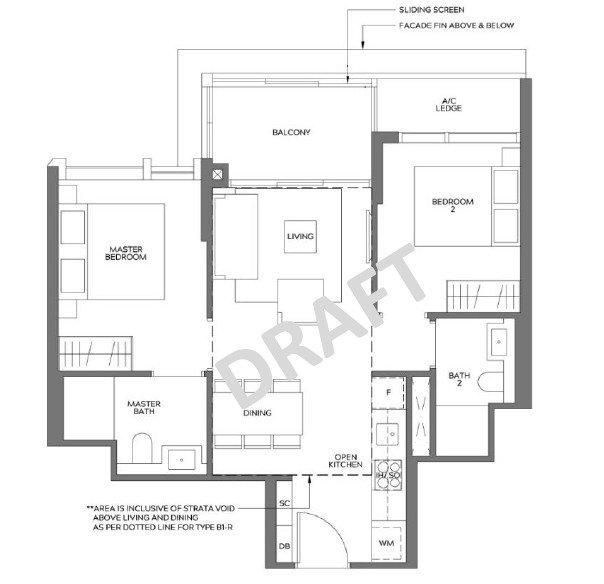 SLIDING SCREEN
FACADE FIN ABOVE & BELOW
A/C
LEDGE
BALCONY
BEDROOM
2
LIVING
MASTER
BEDROOM
DRAFT
BATH
2
MASTER
BATH
F
DINING
OPEN
KITCHEN
IH/SO
SC
**AREA IS INCLUSIVE OF STRATA VOID
ABOVE LIVING AND DINING
AS PER DOTTED LINE FOR TYPE B1-R
DB
WM